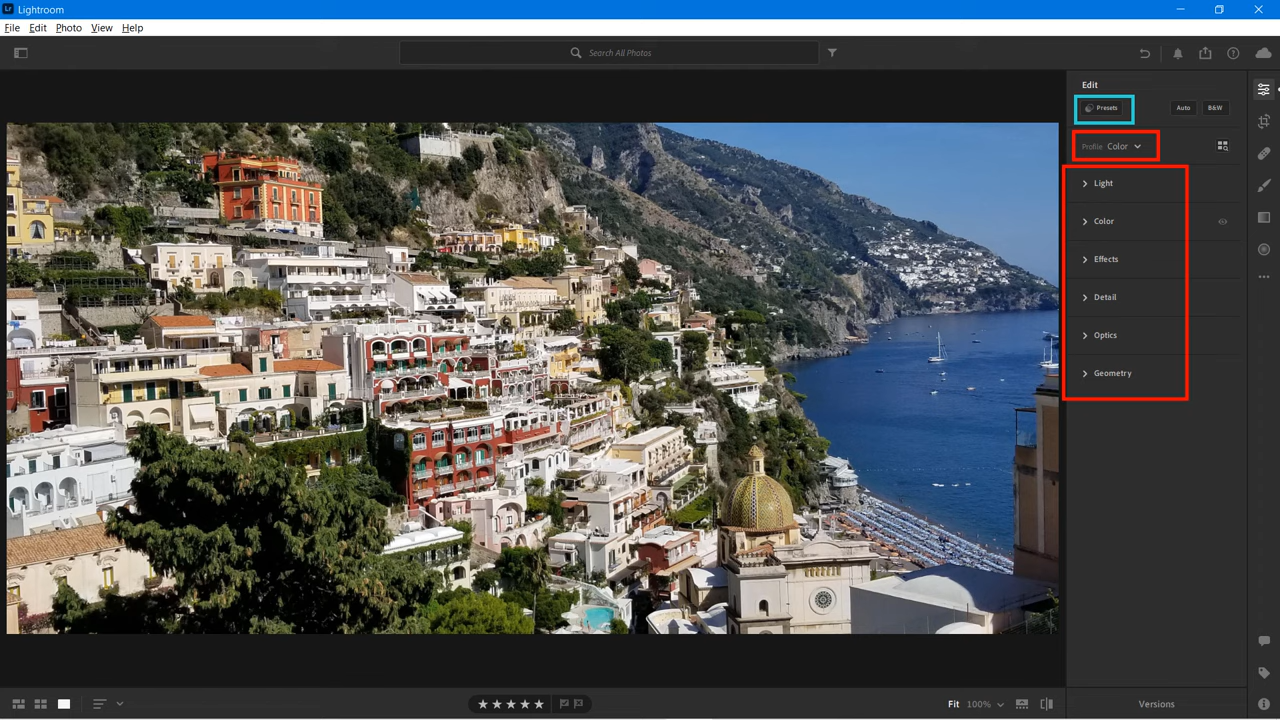 Lr Lightroom
File Edit Photo View Help
Search All Photos
Edit
Presets Auto B&W
Profile Color
Light
Color
Effects
Detail
Optics
Geometry
Fit 100%
Versions